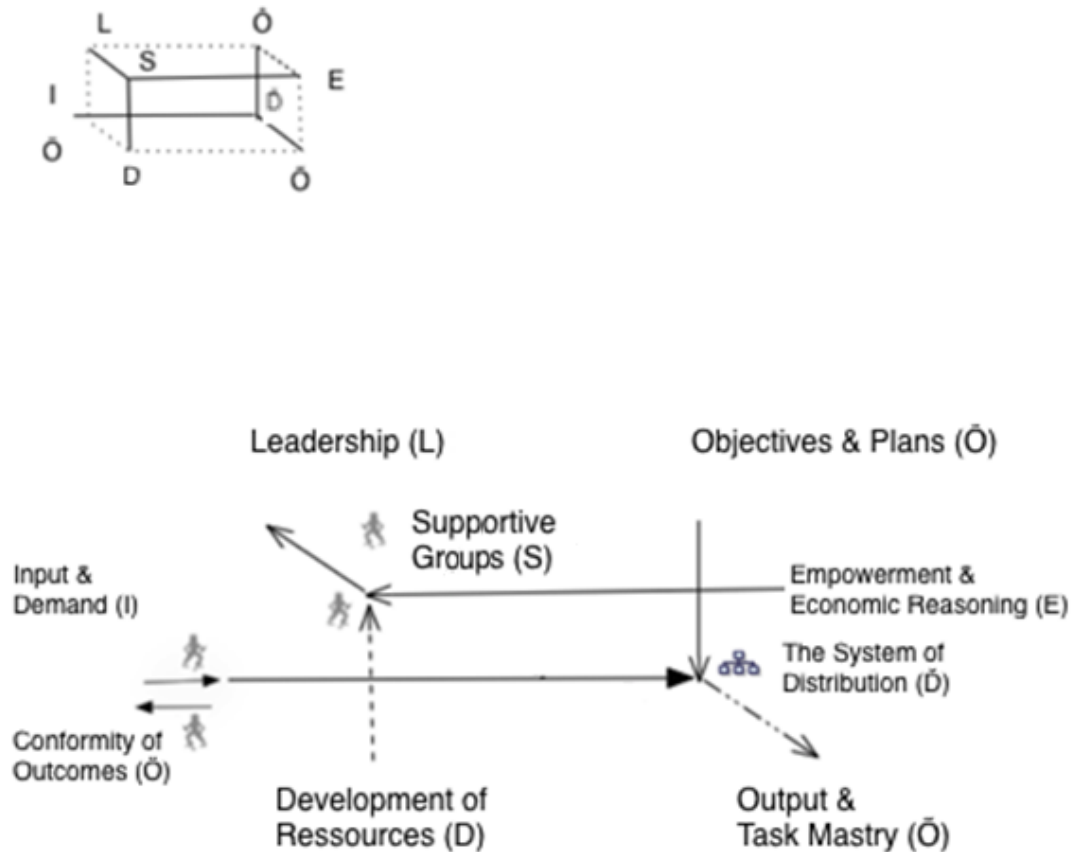 L Ô
S
E
I
Ď
Ō
D
Ō
Leadership (L)
Objectives & Plans (Ô)
Supportive
Groups (S)
Input &
Demand (I)
Empowerment &
Economic Reasoning (E)
The System of
Distribution (Ď)
Conformity of
Outcomes (Ö)
Development of
Ressources (D)
Output &
Task Mastry (Ō)